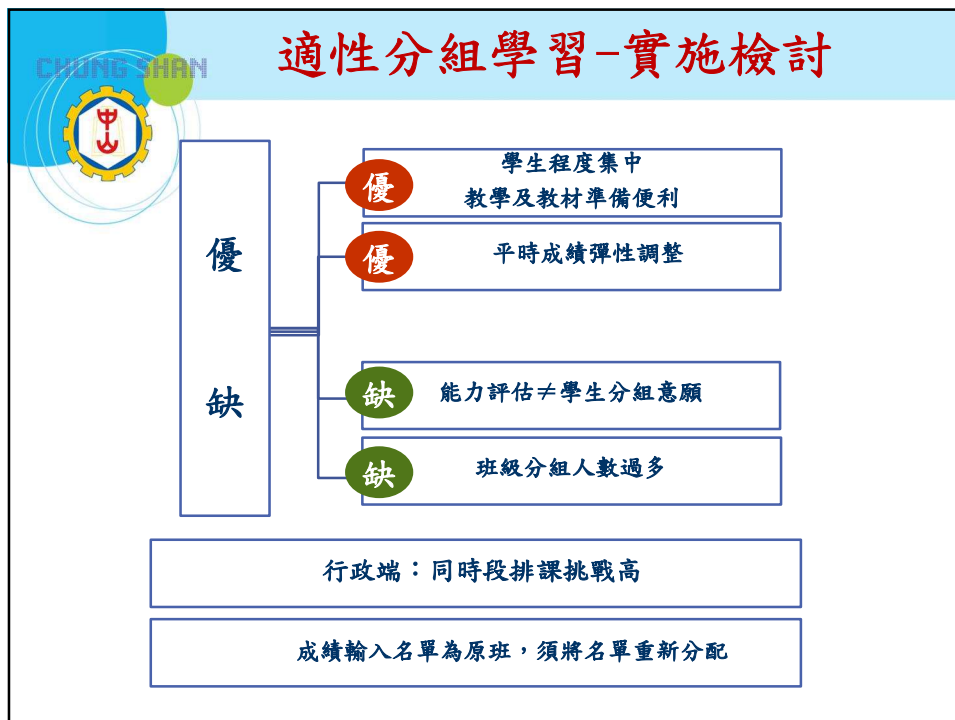 CHUNG SHAN
適性分組學習-實施檢討
優
缺
優
學生程度集中
教學及教材準備便利
優
平時成績彈性調整
缺
能力評估≠學生分組意願
缺
班級分組人數過多
行政端：同時段排課挑戰高
成績輸入名單為原班，須將名單重新分配